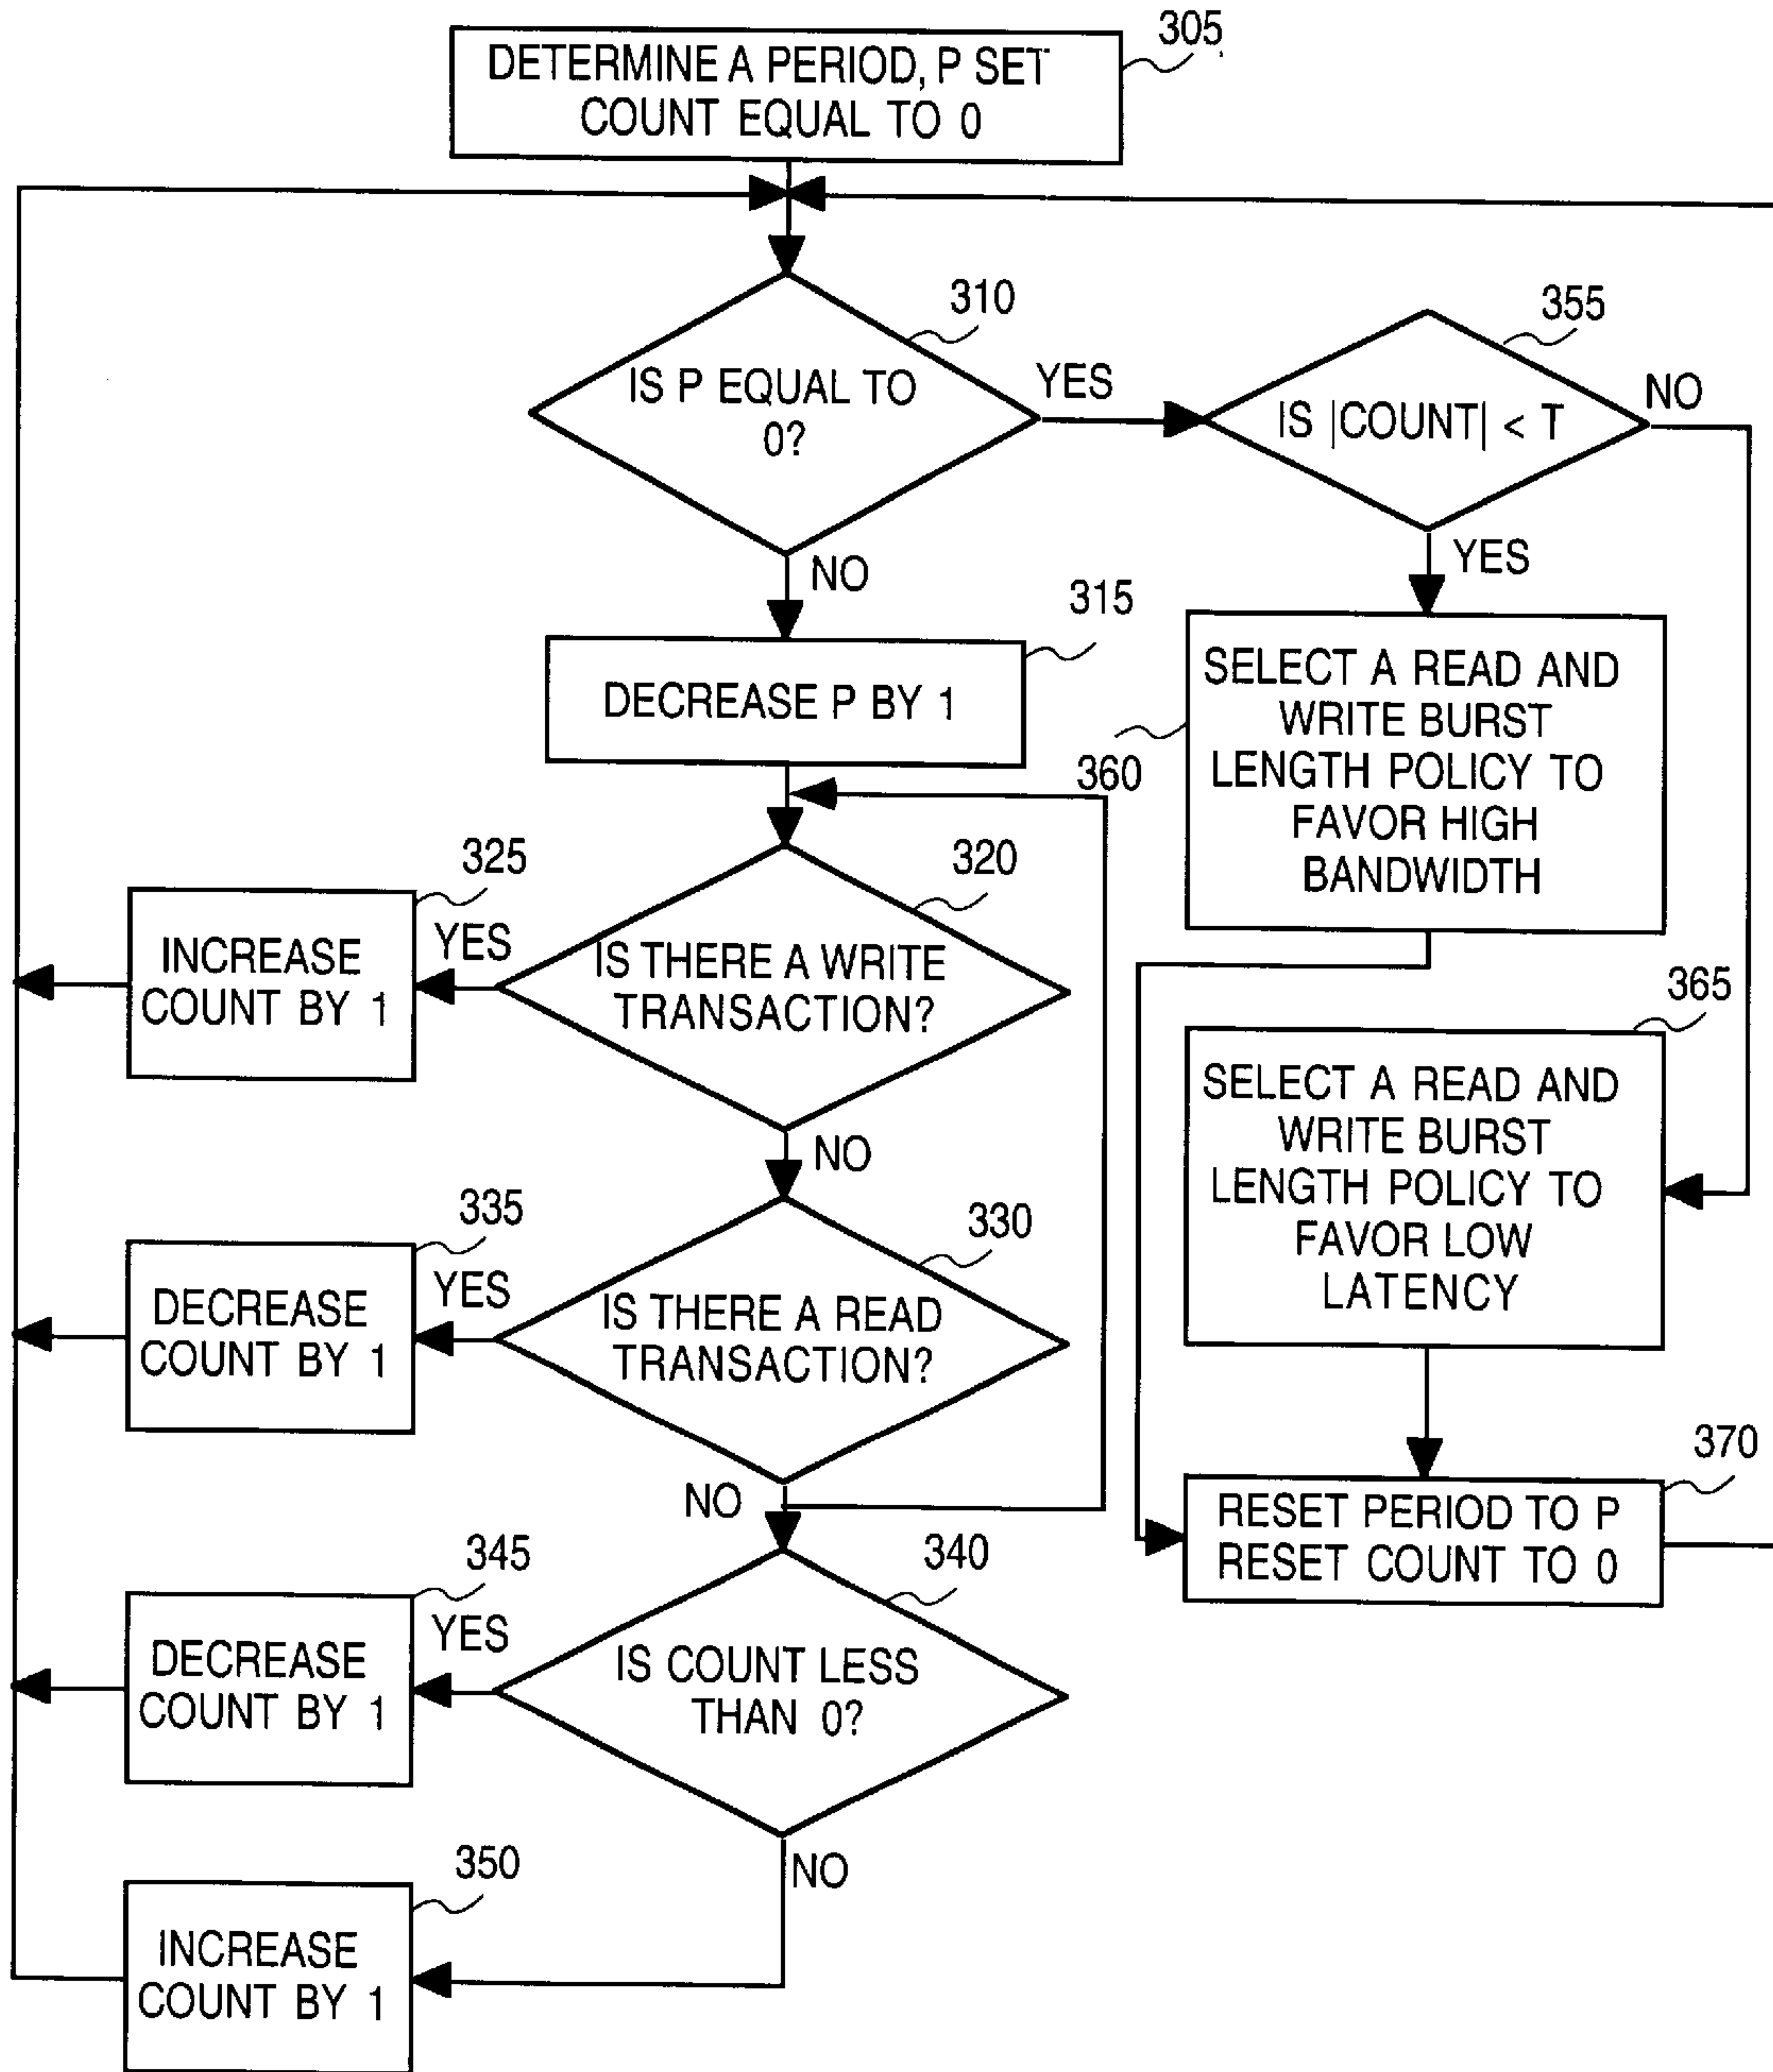 305
DETERMINE A PERIOD, P SET
COUNT EQUAL TO 0
310
IS P EQUAL TO
0?
YES
NO
355
IS |COUNT| < T
NO
YES
315
DECREASE P BY 1
360
SELECT A READ AND
WRITE BURST
LENGTH POLICY TO
FAVOR HIGH
BANDWIDTH
320
IS THERE A WRITE
TRANSACTION?
YES
NO
325
INCREASE
COUNT BY 1
365
SELECT A READ AND
WRITE BURST
LENGTH POLICY TO
FAVOR LOW
LATENCY
330
IS THERE A READ
TRANSACTION?
YES
NO
335
DECREASE
COUNT BY 1
370
RESET PERIOD TO P
RESET COUNT TO 0
340
IS COUNT LESS
THAN 0?
YES
NO
345
DECREASE
COUNT BY 1
350
INCREASE
COUNT BY 1